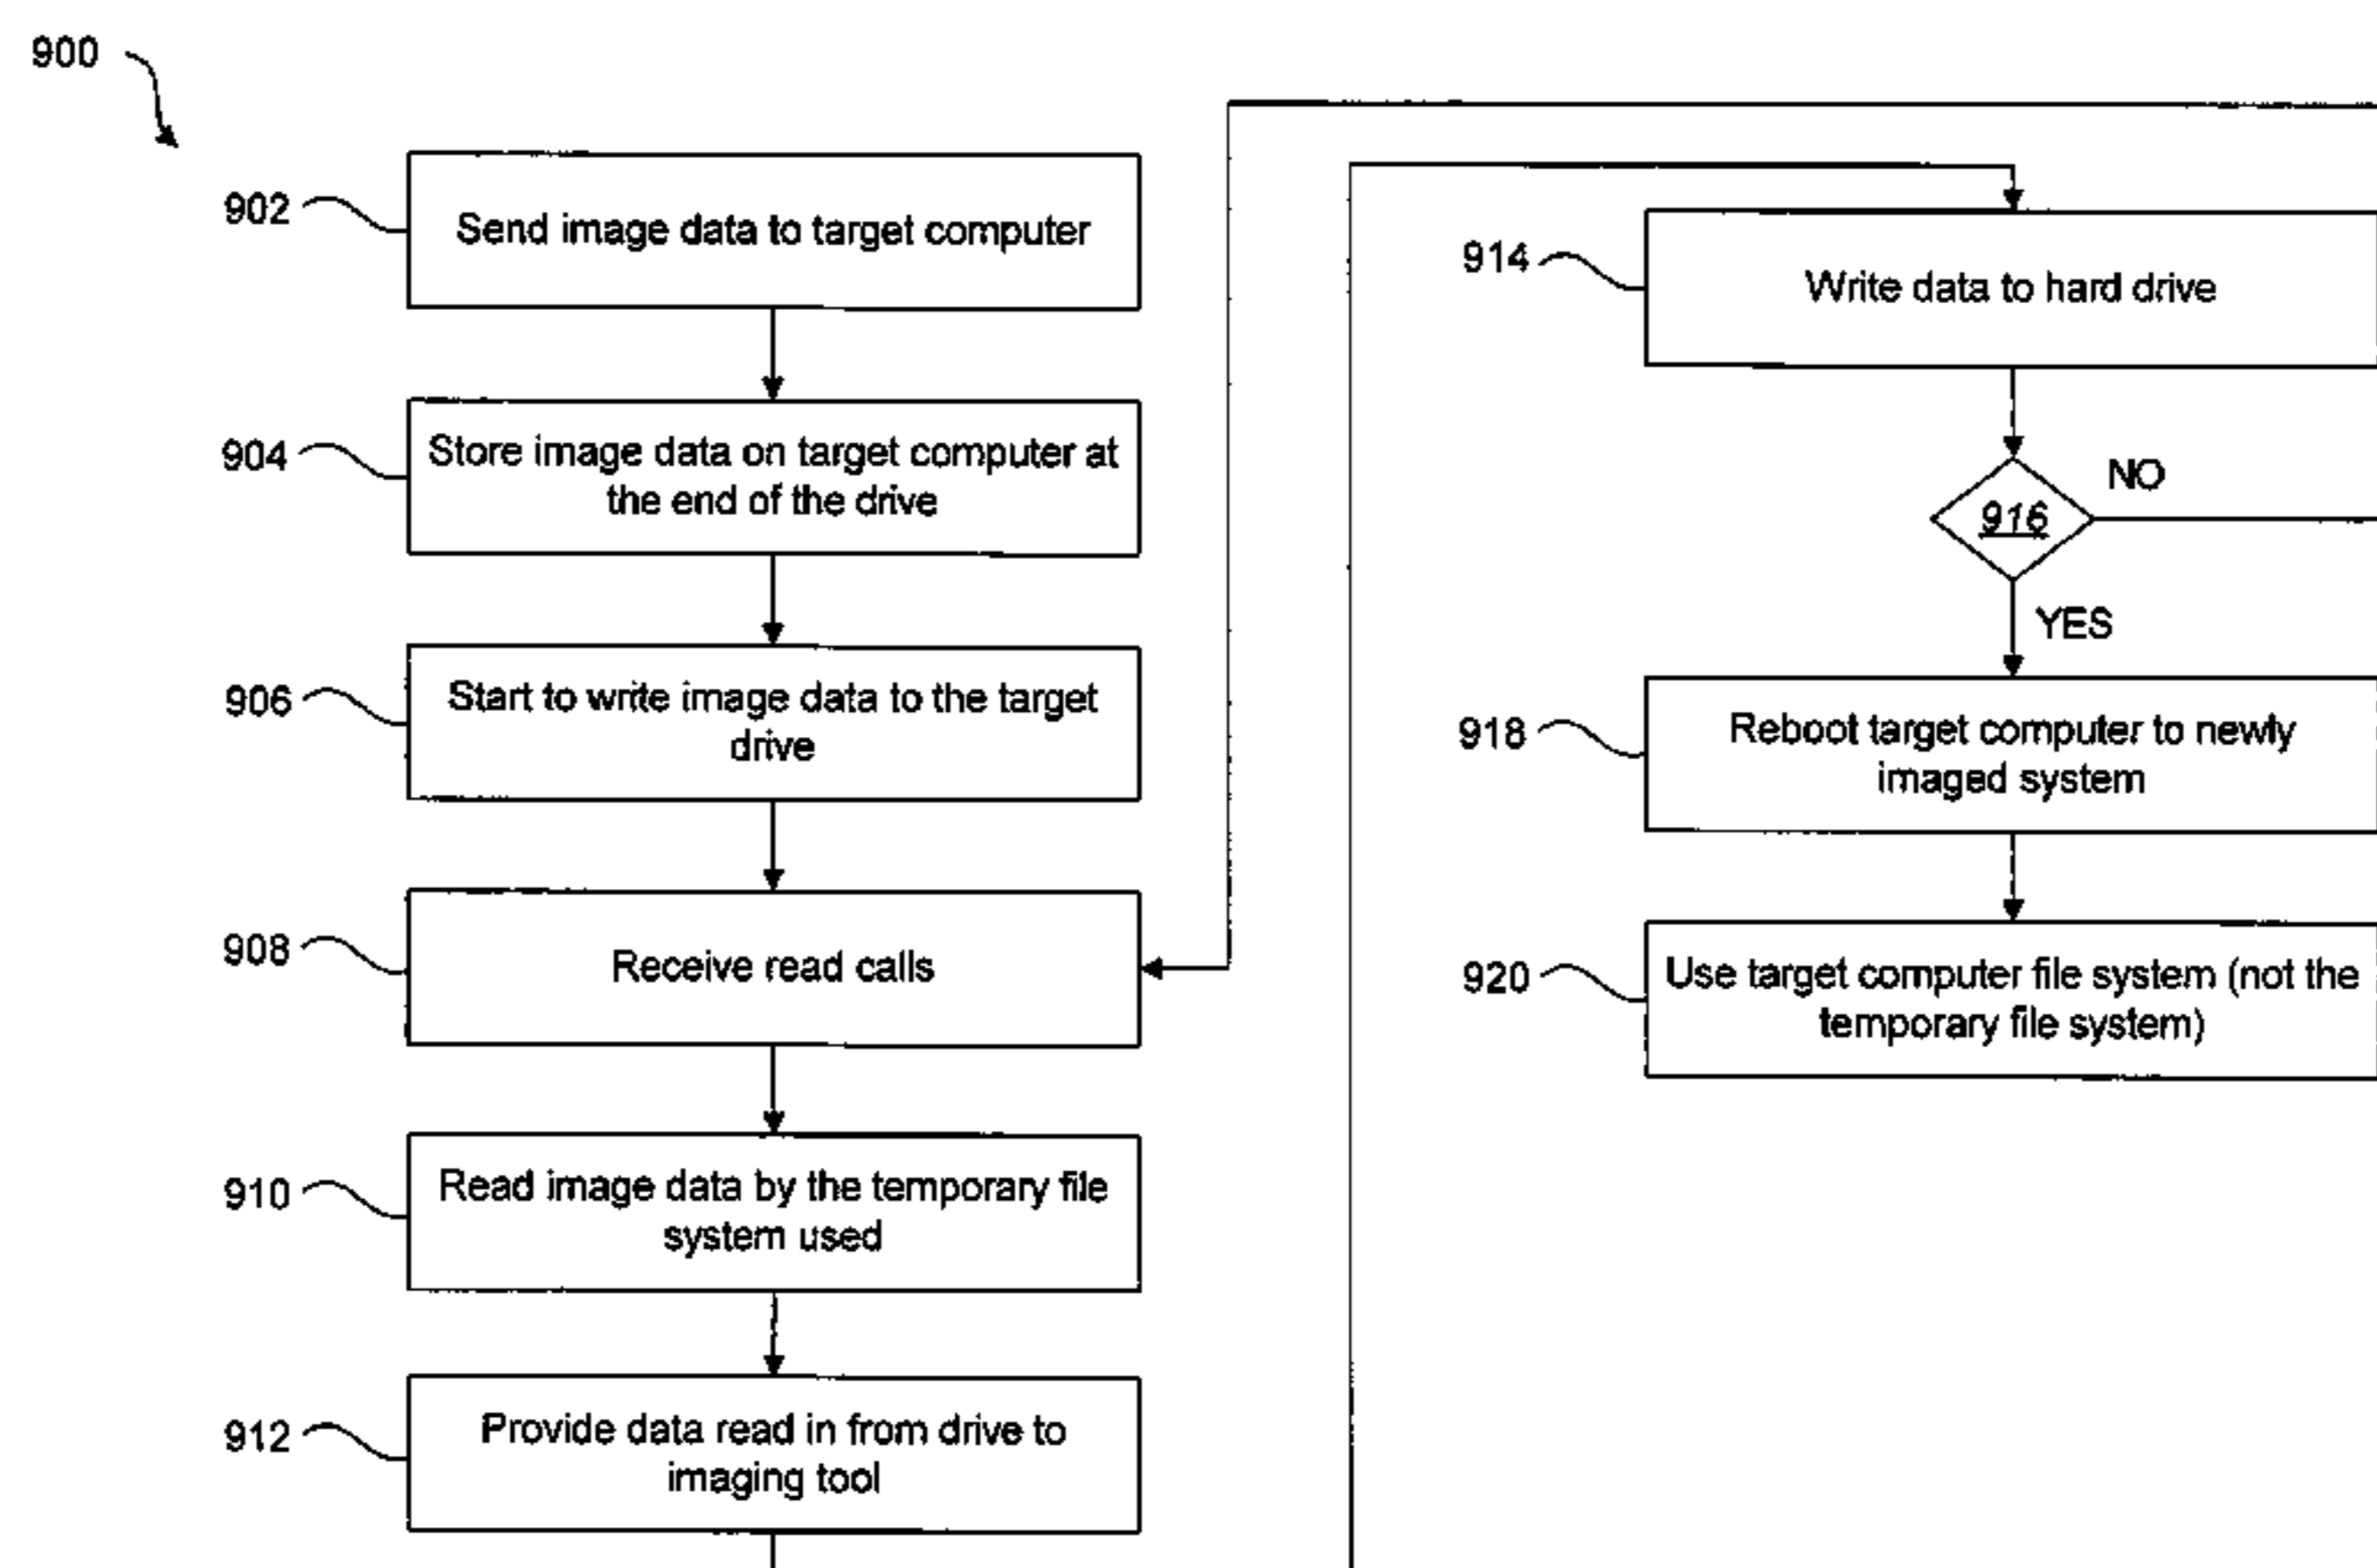 900
902
Send image data to target computer
904
Store image data on target computer at
the end of the drive
906
Start to write image data to the target
drive
908
Receive read calls
910
Read image data by the temporary file
system used
912
Provide data read in from drive to
imaging tool
914
Write data to hard drive
916
NO
YES
918
Reboot target computer to newly
imaged system
920
Use target computer file system (not the
temporary file system)